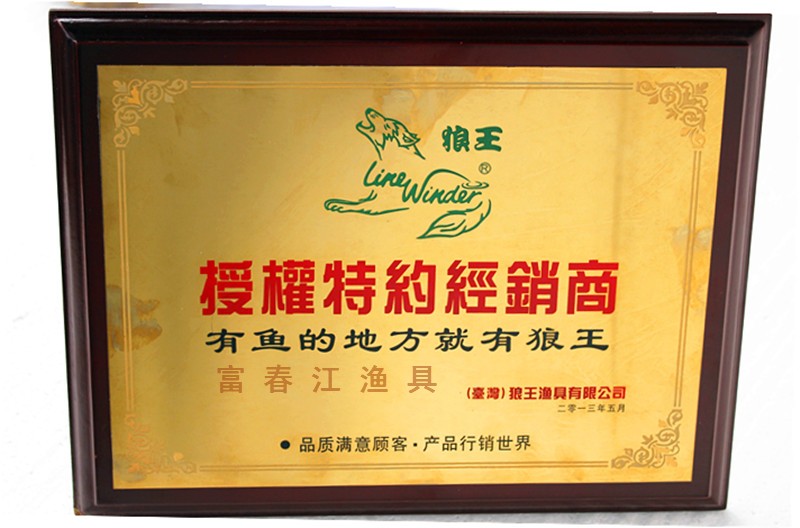 狼王
®
Line Winder
授權特約經銷商
有鱼的地方就有狼王
富春江渔具
(臺灣)狼王渔具有限公司
二零一三年五月
● 品质满意顾客·产品行销世界